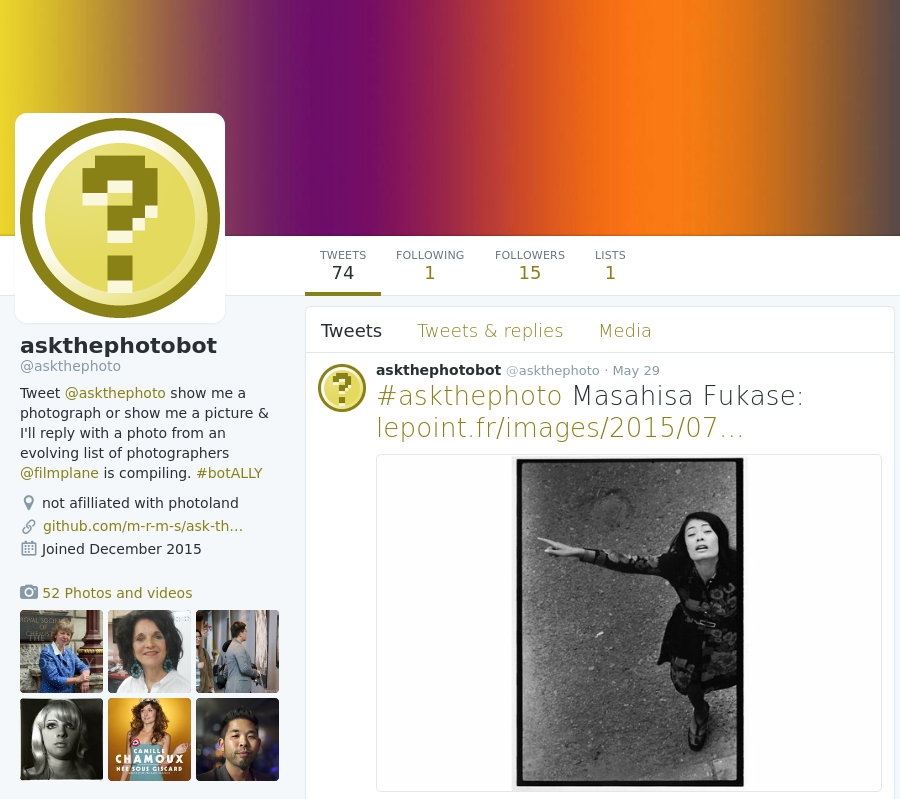 TWEETS
74
FOLLOWING
1
FOLLOWERS
15
LISTS
1
askthephotobot
@askthephoto
Tweet @askthephoto show me a
photograph or show me a picture &
I'll reply with a photo from an
evolving list of photographers
@filmplane is compiling. #botALLY
not afilliated with photoland
github.com/m-r-m-s/ask-th…
Joined December 2015
52 Photos and videos
ROYAL SOCIETY
OF
CHEMISTRY
THE
CAMILLE
CHAMOUX
NÉE SOUS GISCARD
Tweets
Tweets & replies
Media
askthephotobot @askthephoto · May 29
#askthephoto Masahisa Fukase:
lepoint.fr/images/2015/07…